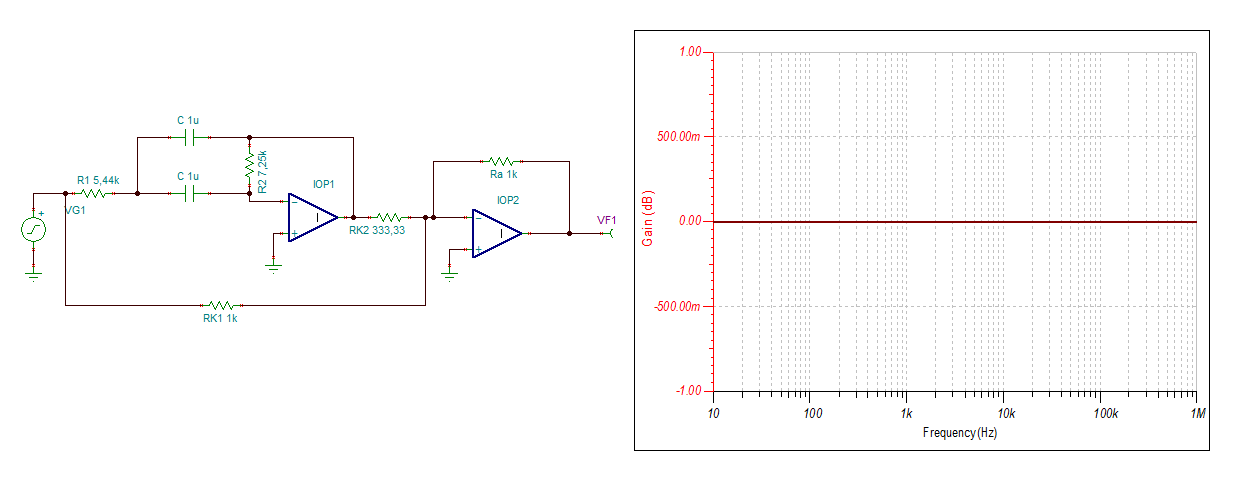 C 1u
R1 5,44k
C 1u
R2 7,25k
IOP1
VG1
+
-
+
RK2 333,33
RK1 1k
Ra 1k
IOP2
-
+
VF1
1.00
500.00m
0.00
-500.00m
-1.00
Gain (dB)
10
100
1k
10k
100k
1M
Frequency (Hz)